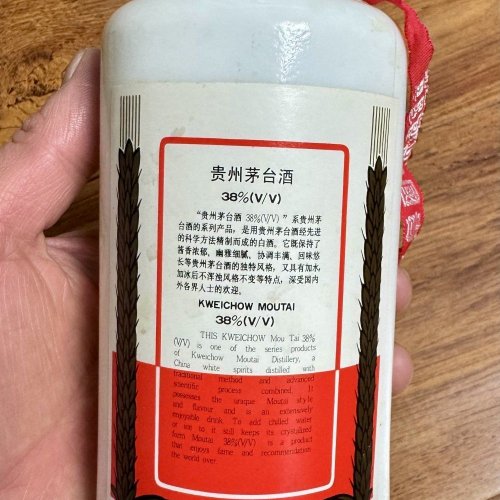 贵州茅台酒
38%(V/V)
“贵州茅台酒 38%(V/V)”系贵州茅
台酒的系列产品，是用贵州茅台酒经先进
的科学方法精制而成的白酒。它既保持了
酱香浓郁、幽雅细腻、协调丰满、回味悠
长等贵州茅台酒的独特风格，又具有加水，
加冰后不浑浊风格不变等特点，深受国内
外各界人士的欢迎。
KWEICHOW MOUTAI
38%(V/V)
THIS KWEICHOW Mou Tai 38%
(V/V) is one of the series products
of Kweichow Moutai Distillery, a
China white spirits distilled with
traditional method and advanced
scientific process combined. It
possesses the unique Moutai style
and flavour and is an extensively
enjoyable drink. To add chilled water
or ice to it still keeps its crystalized
form Moutai 38%(V/V) is a product
that enjoys fame and recommendation
the world over.